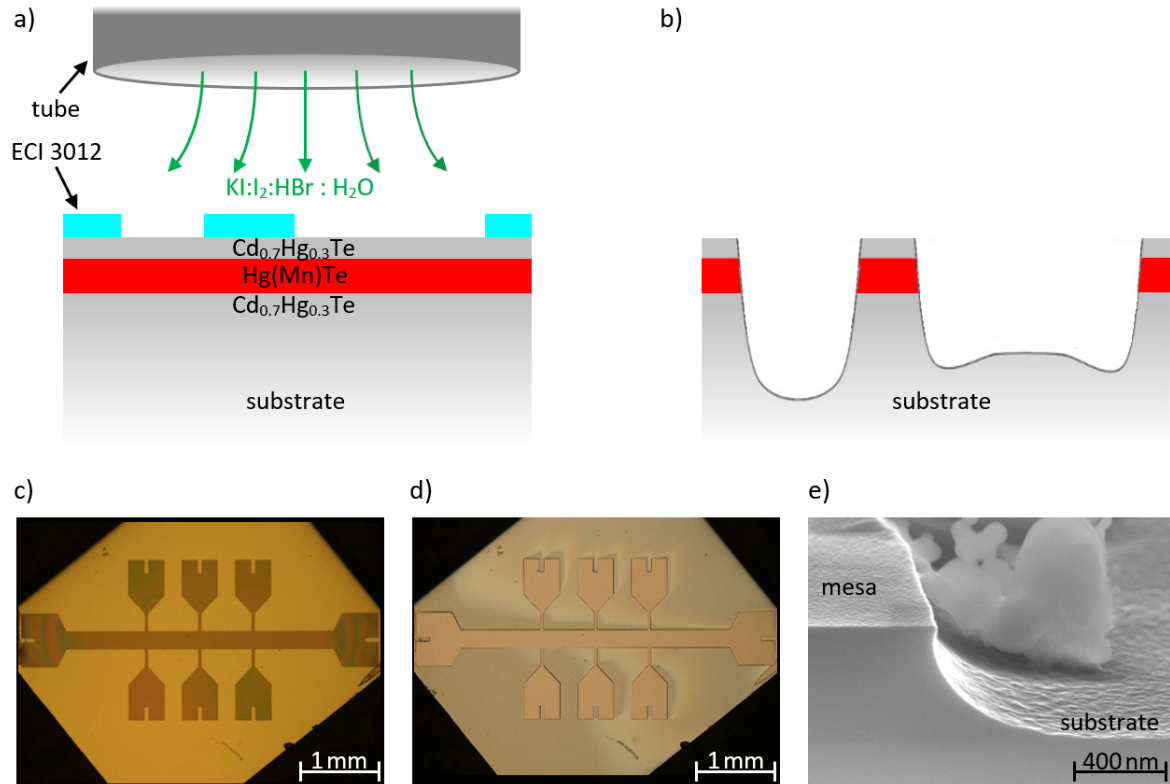 a)
b)
tube
ECI 3012
KI:I₂:HBr : H₂O
Cd₀.₇Hg₀.₃Te
Hg(Mn)Te
Cd₀.₇Hg₀.₃Te
substrate
substrate
c)
d)
e)
1 mm
1 mm
mesa
substrate
400 nm